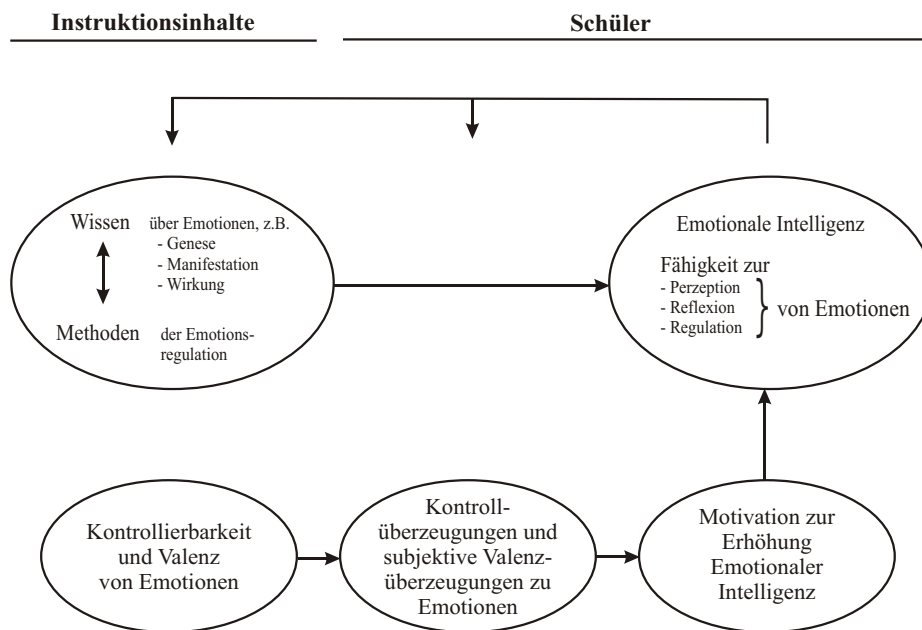 Instruktionsinhalte
Schüler
Wissen
über Emotionen, z.B.
- Genese
- Manifestation
- Wirkung
Methoden
der Emotions-
regulation
Emotionale Intelligenz
Fähigkeit zur
- Perzeption
- Reflexion
- Regulation
} von Emotionen
Kontrollierbarkeit
und Valenz
von Emotionen
Kontroll-
überzeugungen und
subjektive Valenz-
überzeugungen zu
Emotionen
Motivation zur
Erhöhung
Emotionaler
Intelligenz